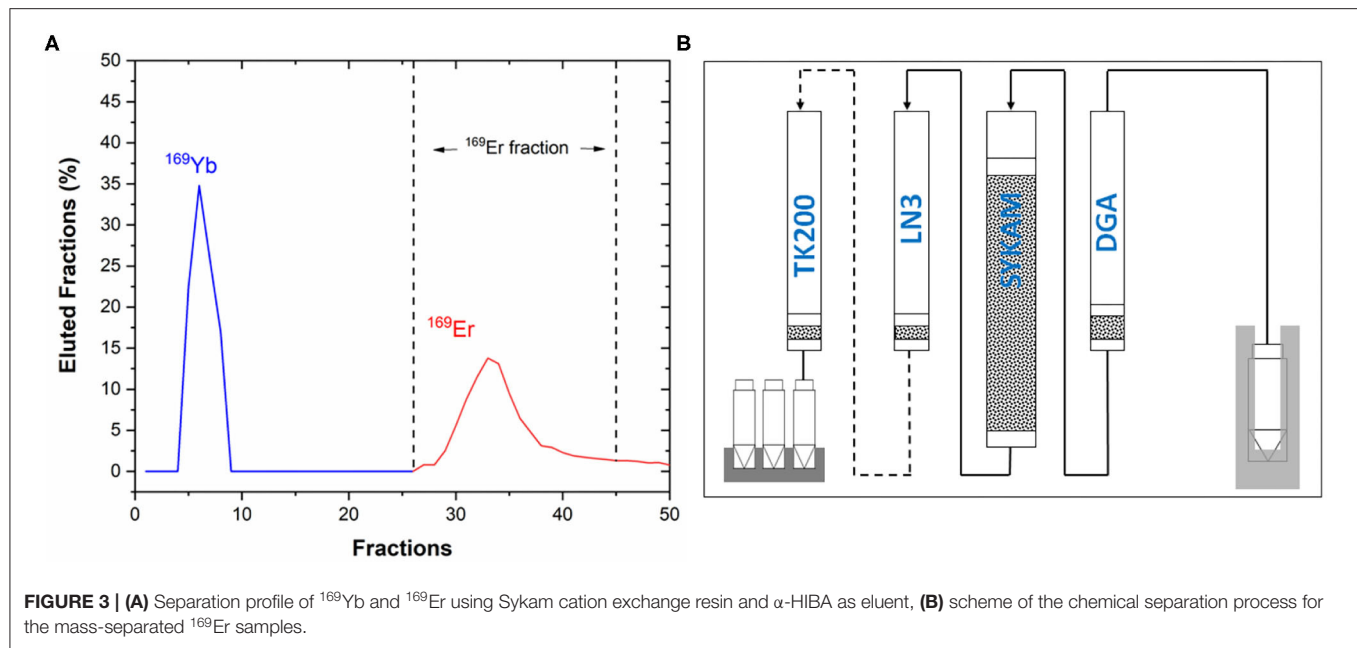 A
Eluted Fractions (%)
50
45
40
35
30
25
20
15
10
5
0
¹⁶⁹Yb
¹⁶⁹Er fraction
¹⁶⁹Er
0 10 20 30 40 50
Fractions
B
TK200
LN3
SYKAM
DGA
FIGURE 3 | (A) Separation profile of ¹⁶⁹Yb and ¹⁶⁹Er using Sykam cation exchange resin and α-HIBA as eluent, (B) scheme of the chemical separation process for
the mass-separated ¹⁶⁹Er samples.